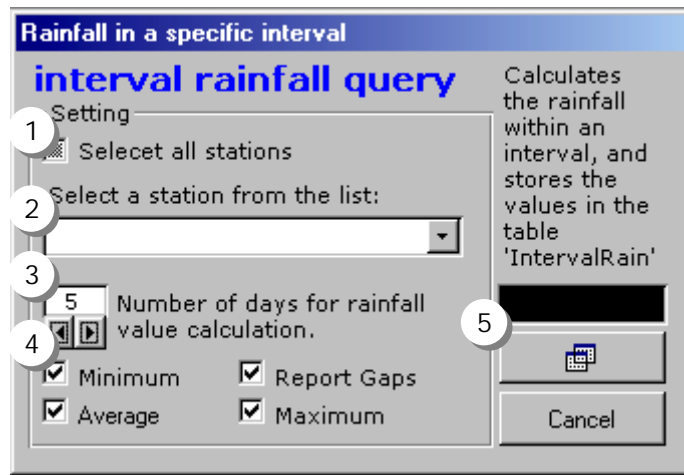 Rainfall in a specific interval
interval rainfall query
Setting
1
Selecet all stations
2
Select a station from the list:
3
5
Number of days for rainfall
value calculation.
4
Minimum
Report Gaps
Average
Maximum
Calculates
the rainfall
within an
interval, and
stores the
values in the
table
'IntervalRain'
5
Cancel